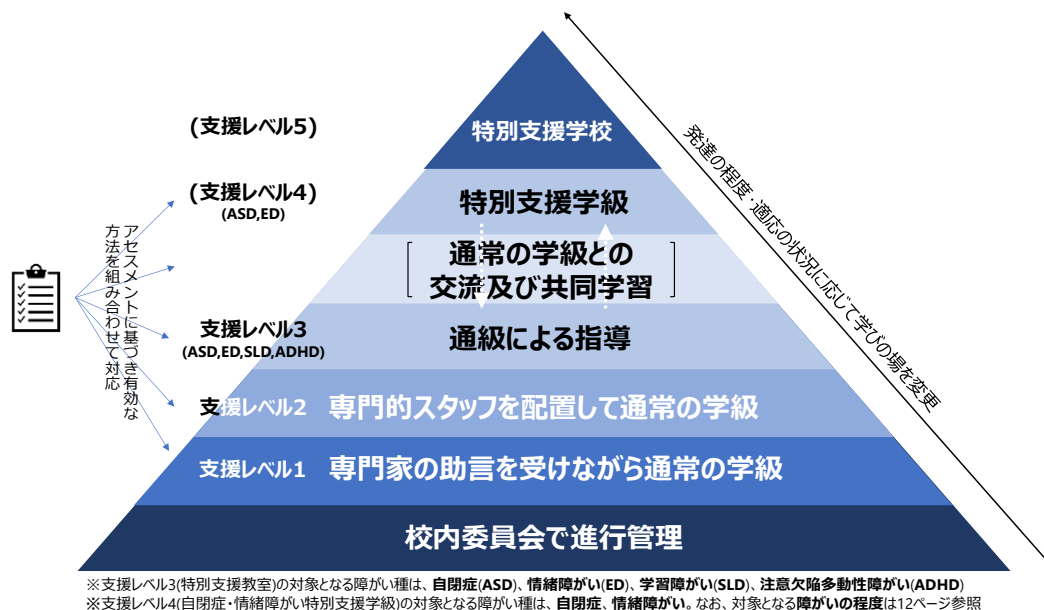 (支援レベル5)
特別支援学校
(支援レベル4)
(ASD,ED)
特別支援学級
通常の学級との
交流及び共同学習
支援レベル3
(ASD,ED,SLD,ADHD)
通級による指導
支援レベル2 専門的スタッフを配置して通常の学級
支援レベル1 専門家の助言を受けながら通常の学級
校内委員会で進行管理
アセスメントに基づき有効な
方法を組み合わせて対応
発達の程度・適応の状況に応じて学びの場を変更
※支援レベル3(特別支援教室)の対象となる障がい種は、自閉症(ASD)、情緒障がい(ED)、学習障がい(SLD)、注意欠陥多動性障がい(ADHD)
※支援レベル4(自閉症・情緒障がい特別支援学級)の対象となる障がい種は、自閉症、情緒障がい。なお、対象となる障がいの程度は12ページ参照